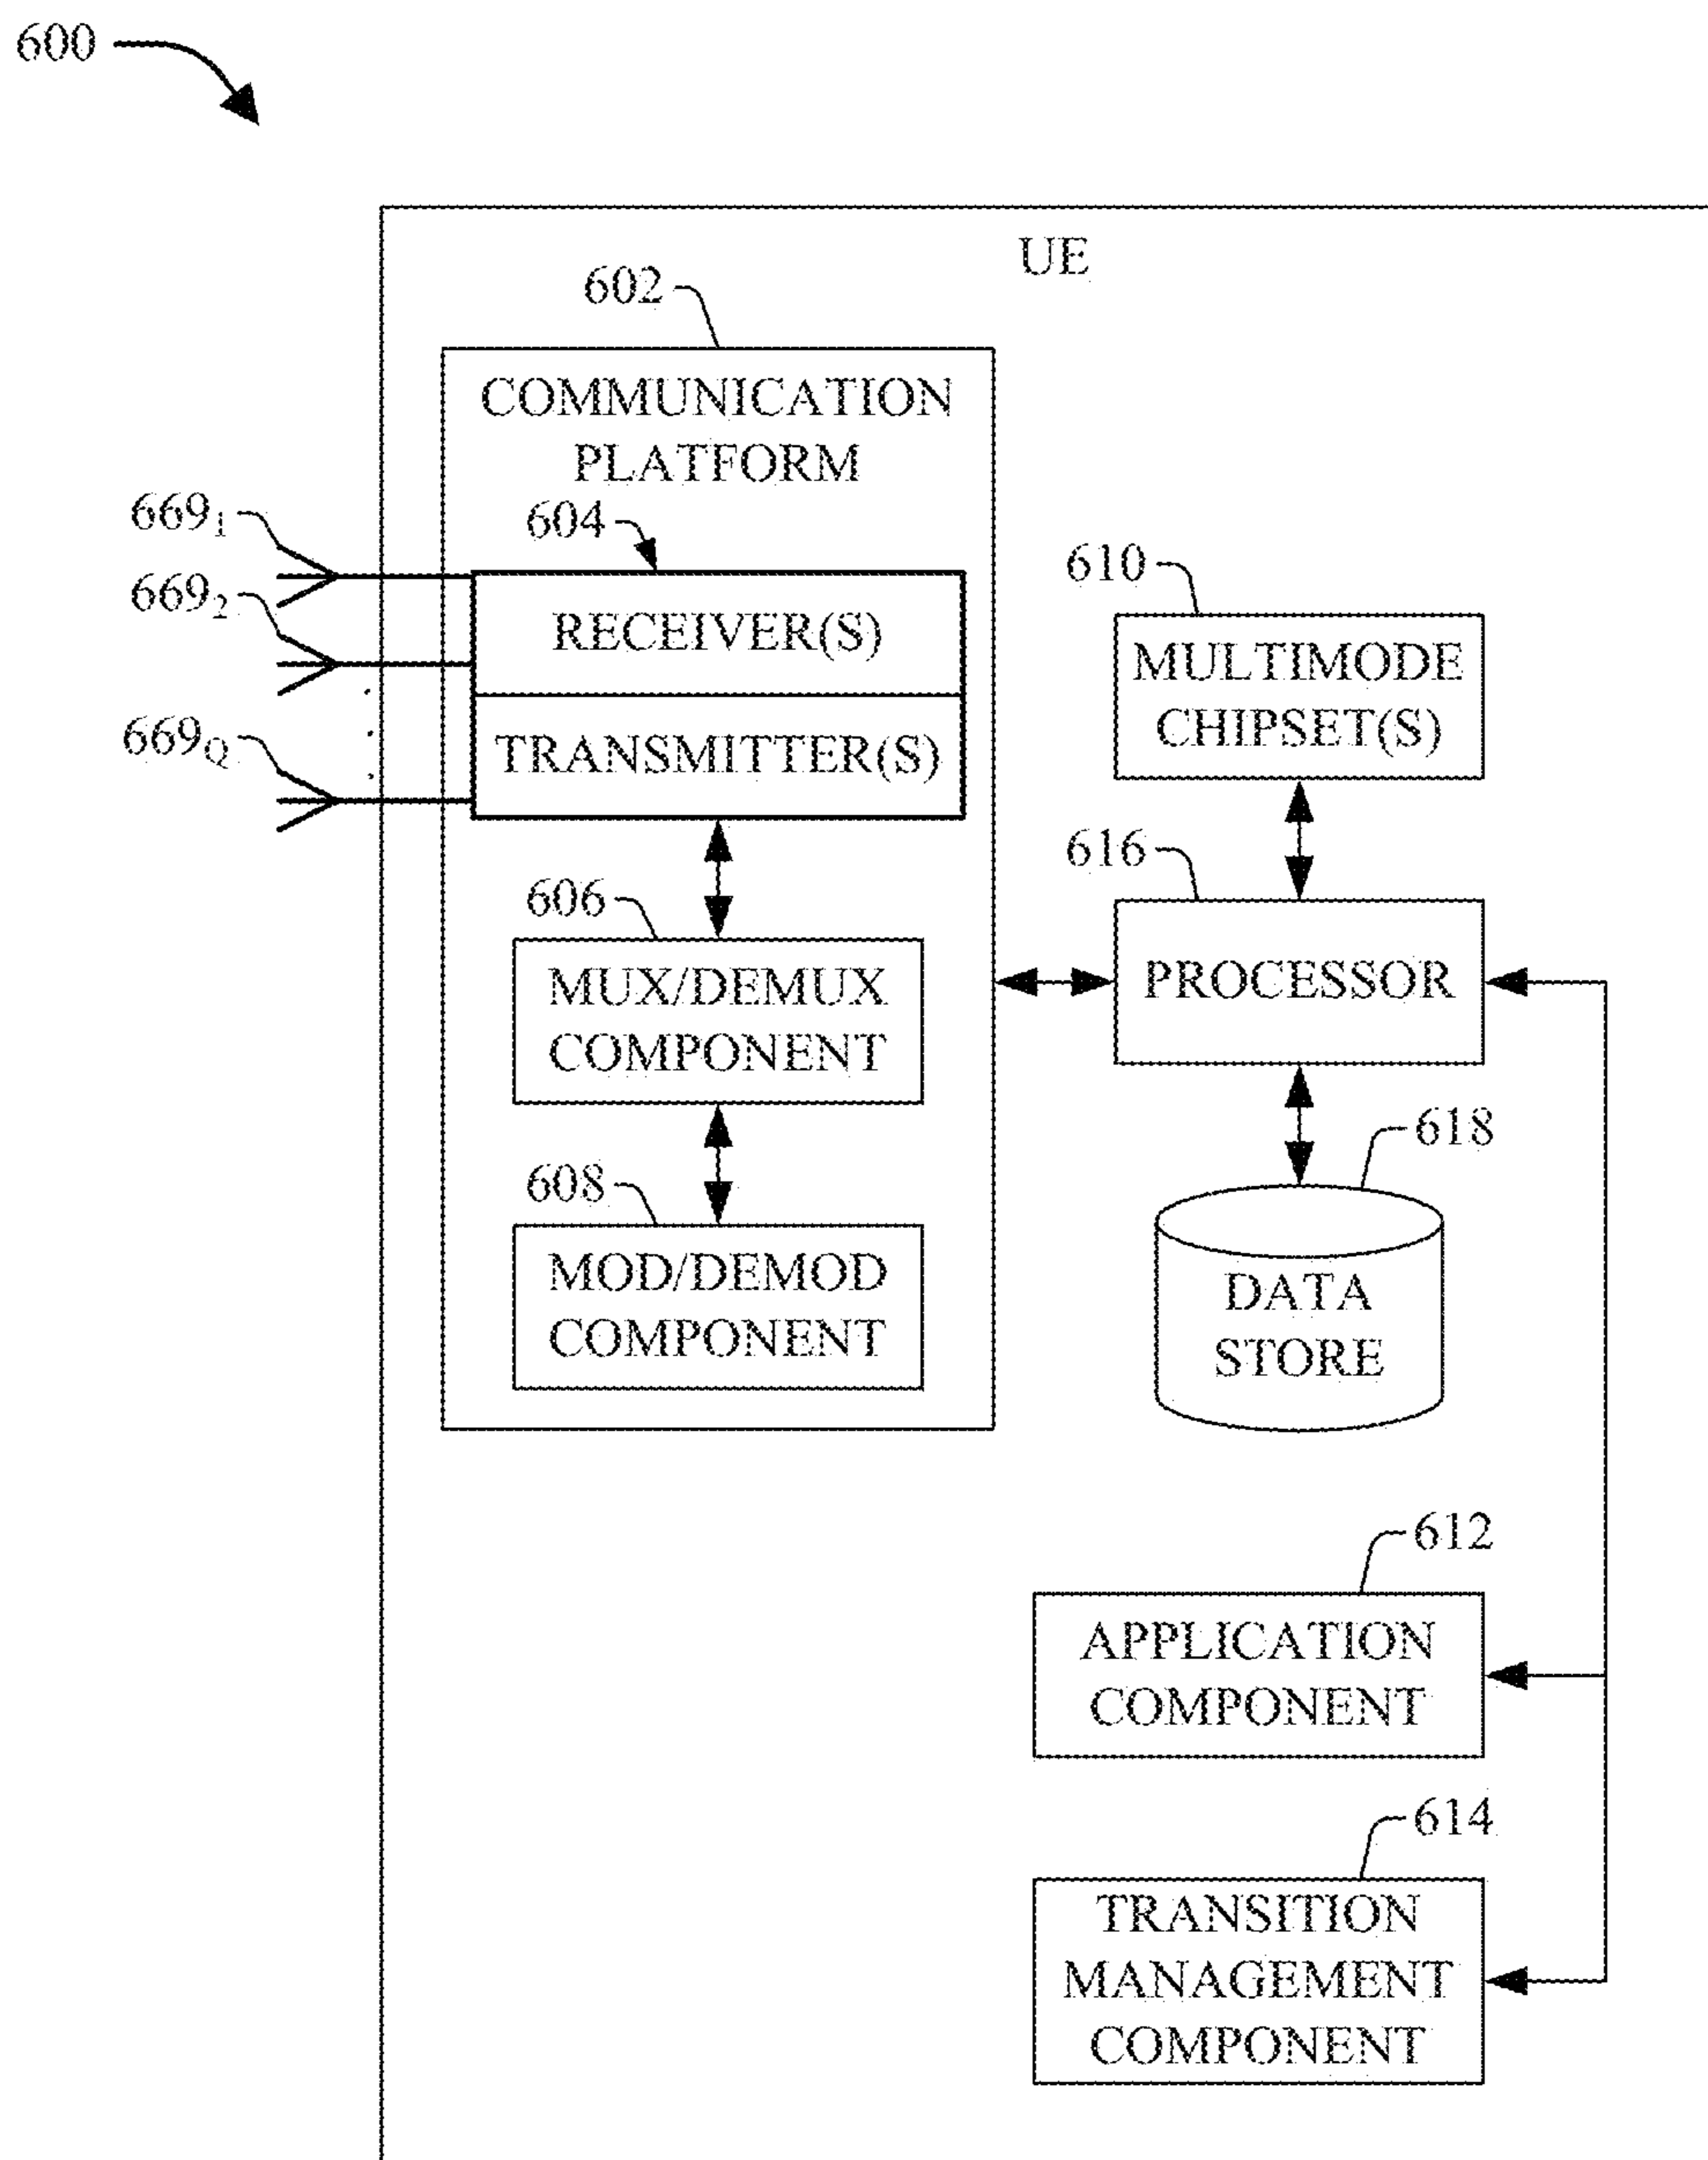 600
UE
602
COMMUNICATION
PLATFORM
604
669₁
669₂
669Q
RECEIVER(S)
TRANSMITTER(S)
606
MUX/DEMUX
COMPONENT
608
MOD/DEMOD
COMPONENT
610
MULTIMODE
CHIPSET(S)
616
PROCESSOR
618
DATA
STORE
612
APPLICATION
COMPONENT
614
TRANSITION
MANAGEMENT
COMPONENT